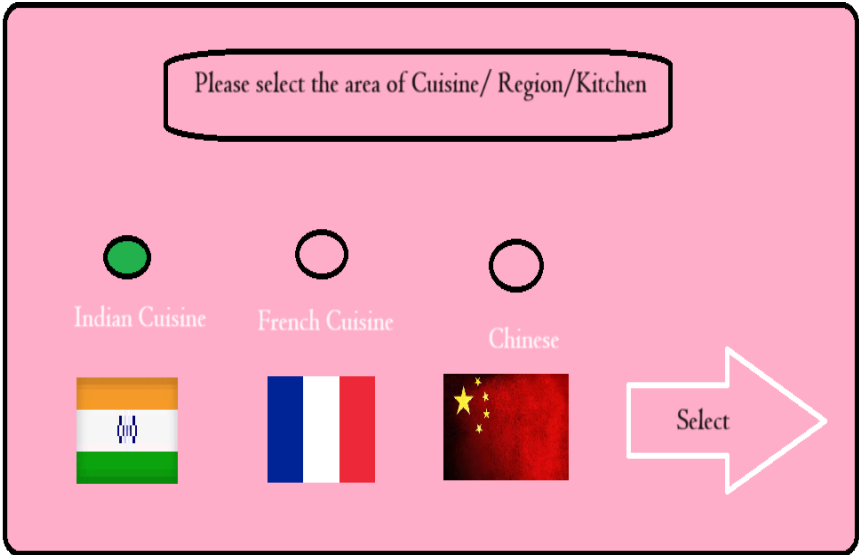 Please select the area of Cuisine/ Region/Kitchen
Indian Cuisine
French Cuisine
Chinese
Select